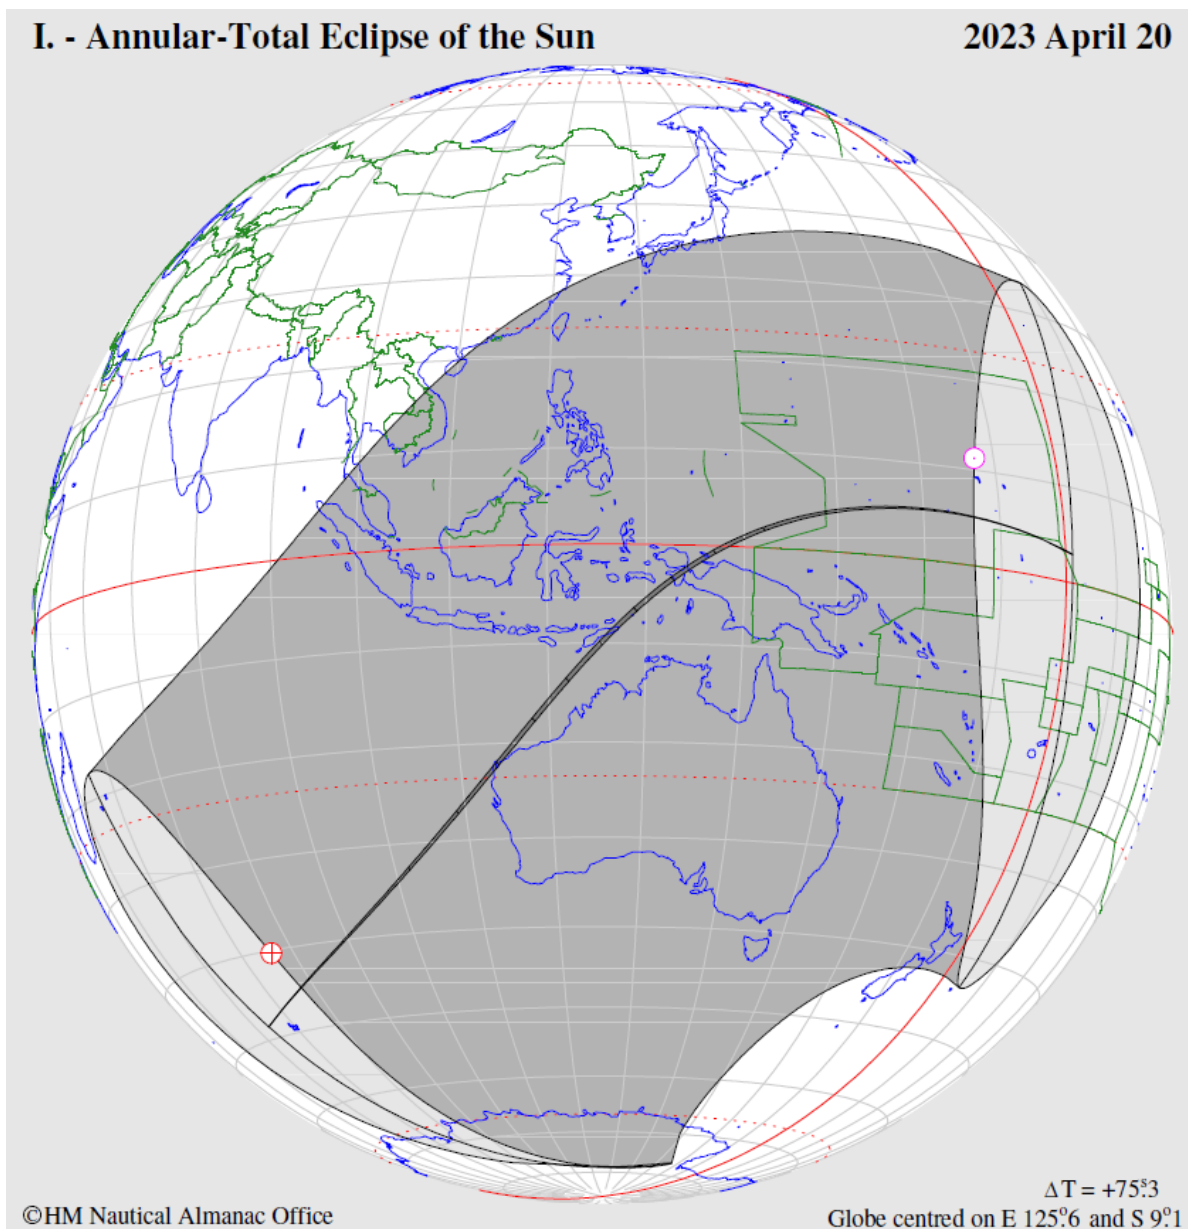 I. - Annular-Total Eclipse of the Sun
2023 April 20
ΔT = +75ˢ.3
©HM Nautical Almanac Office
Globe centred on E 125°.6 and S 9°.1